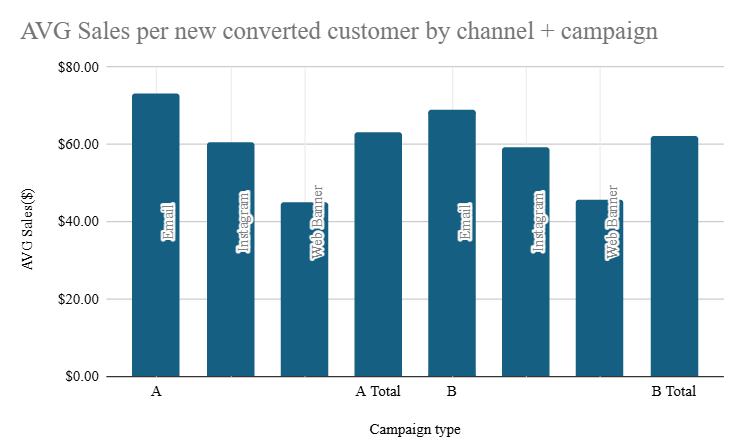 AVG Sales per new converted customer by channel + campaign
$80.00
$60.00
$40.00
$20.00
$0.00
AVG Sales($)
Email
Instagram
Web Banner
Email
Instagram
Web Banner
A
A Total
B
B Total
Campaign type